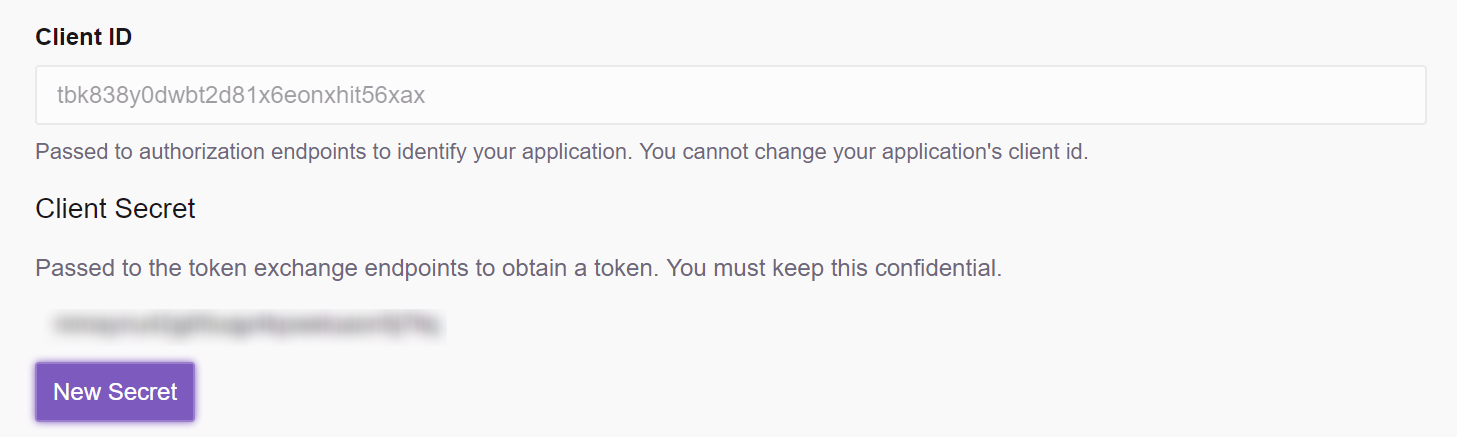 Client ID
tbk838y0dwbt2d81x6eonxhit56xax
Passed to authorization endpoints to identify your application. You cannot change your application's client id.
Client Secret
Passed to the token exchange endpoints to obtain a token. You must keep this confidential.
New Secret